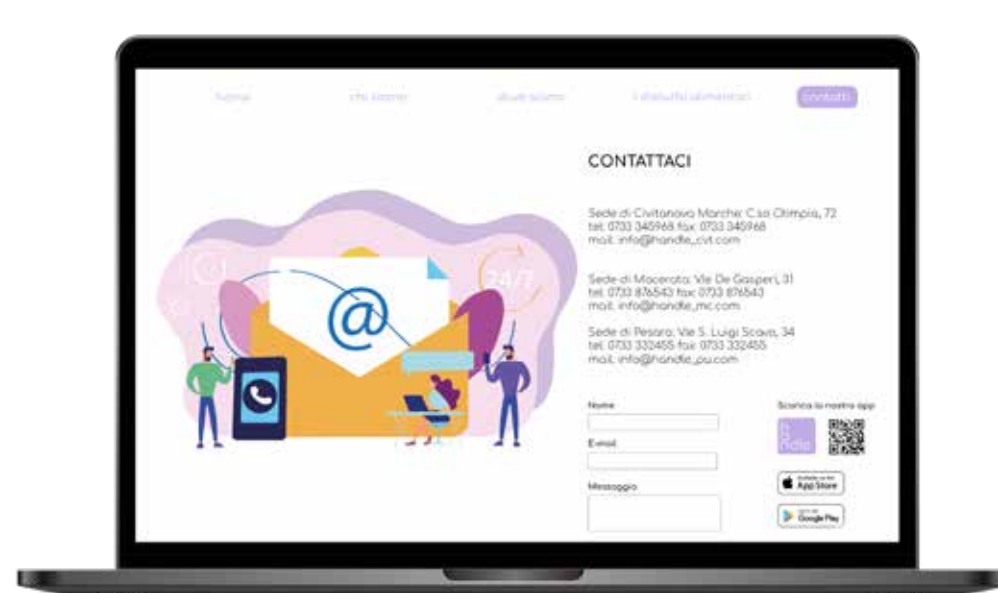 home chi siamo dove siamo i disturbi alimentari contatti
CONTATTACI
Sede di Civitanova Marche: C.so Olimpia, 72
tel: 0733 345968 fax: 0733 345968
mail: info@handle_cvt.com
Sede di Macerata: Vle De Gasperi, 31
tel: 0733 876543 fax: 0733 876543
mail: info@handle_mc.com
Sede di Pesaro: Vle S. Luigi Scava, 34
tel: 0733 332455 fax: 0733 332455
mail: info@handle_pu.com
24/7
@
Nome
E-mail
Messaggio
Scarica la nostra app
App Store
Google Play